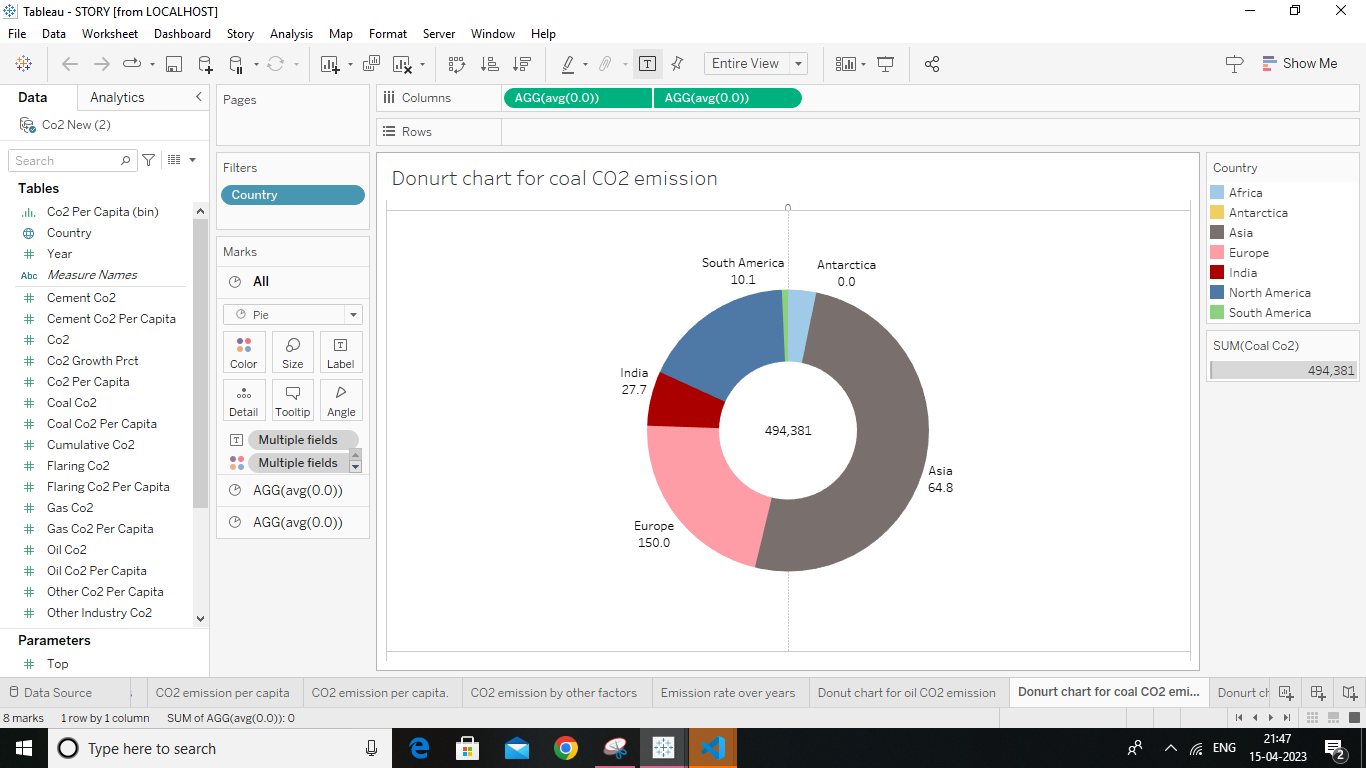 Tableau - STORY [from LOCALHOST]
File Data Worksheet Dashboard Story Analysis Map Format Server Window Help
Entire View
Show Me
Data Analytics
Co2 New (2)
Search
Tables
Co2 Per Capita (bin)
Country
Year
Abc Measure Names
Cement Co2
Cement Co2 Per Capita
Co2
Co2 Growth Prct
Co2 Per Capita
Coal Co2
Coal Co2 Per Capita
Cumulative Co2
Flaring Co2
Flaring Co2 Per Capita
Gas Co2
Gas Co2 Per Capita
Oil Co2
Oil Co2 Per Capita
Other Co2 Per Capita
Other Industry Co2
Parameters
Top
Pages
Filters
Country
Marks
All
Pie
Color Size Label
Detail Tooltip Angle
Multiple fields
Multiple fields
AGG(avg(0.0))
AGG(avg(0.0))
Columns AGG(avg(0.0)) AGG(avg(0.0))
Rows
Donurt chart for coal CO2 emission
0
South America
10.1
Antarctica
0.0
India
27.7
494,381
Asia
64.8
Europe
150.0
Country
Africa
Antarctica
Asia
Europe
India
North America
South America
SUM(Coal Co2)
494,381
Data Source CO2 emission per capita CO2 emission per capita. CO2 emission by other factors Emission rate over years Donut chart for oil CO2 emission Donurt chart for coal CO2 emi... Donurt ch
8 marks 1 row by 1 column SUM of AGG(avg(0.0)): 0
Type here to search
ENG
21:47
15-04-2023
2